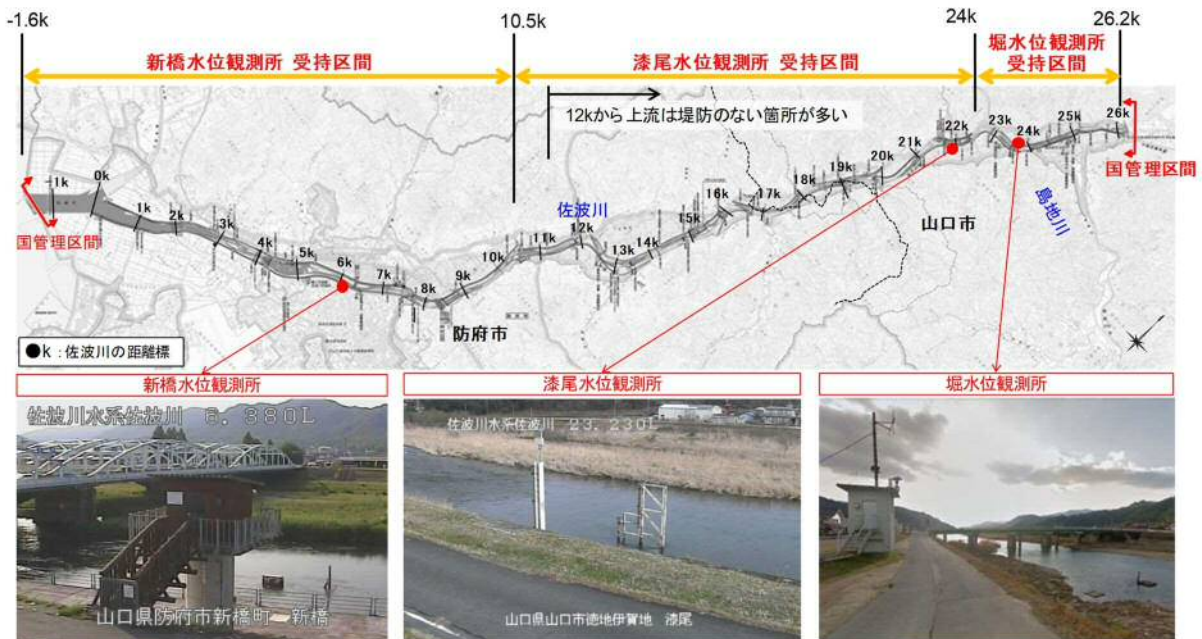 -1.6k
10.5k
24k
26.2k
新橋水位観測所 受持区間
漆尾水位観測所 受持区間
堀水位観測所
受持区間
12kから上流は堤防のない箇所が多い
-1k
0k
1k
2k
3k
4k
5k
6k
7k
8k
9k
10k
11k
12k
13k
14k
15k
16k
17k
18k
19k
20k
21k
22k
23k
24k
25k
26k
国管理区間
国管理区間
佐波川
島地川
山口市
防府市
●k：佐波川の距離標
新橋水位観測所
漆尾水位観測所
堀水位観測所
佐波川水系佐波川 6.380L
山口県防府市新橋町 新橋
佐波川水系佐波川 23.230L
山口県山口市徳地伊賀地 漆尾